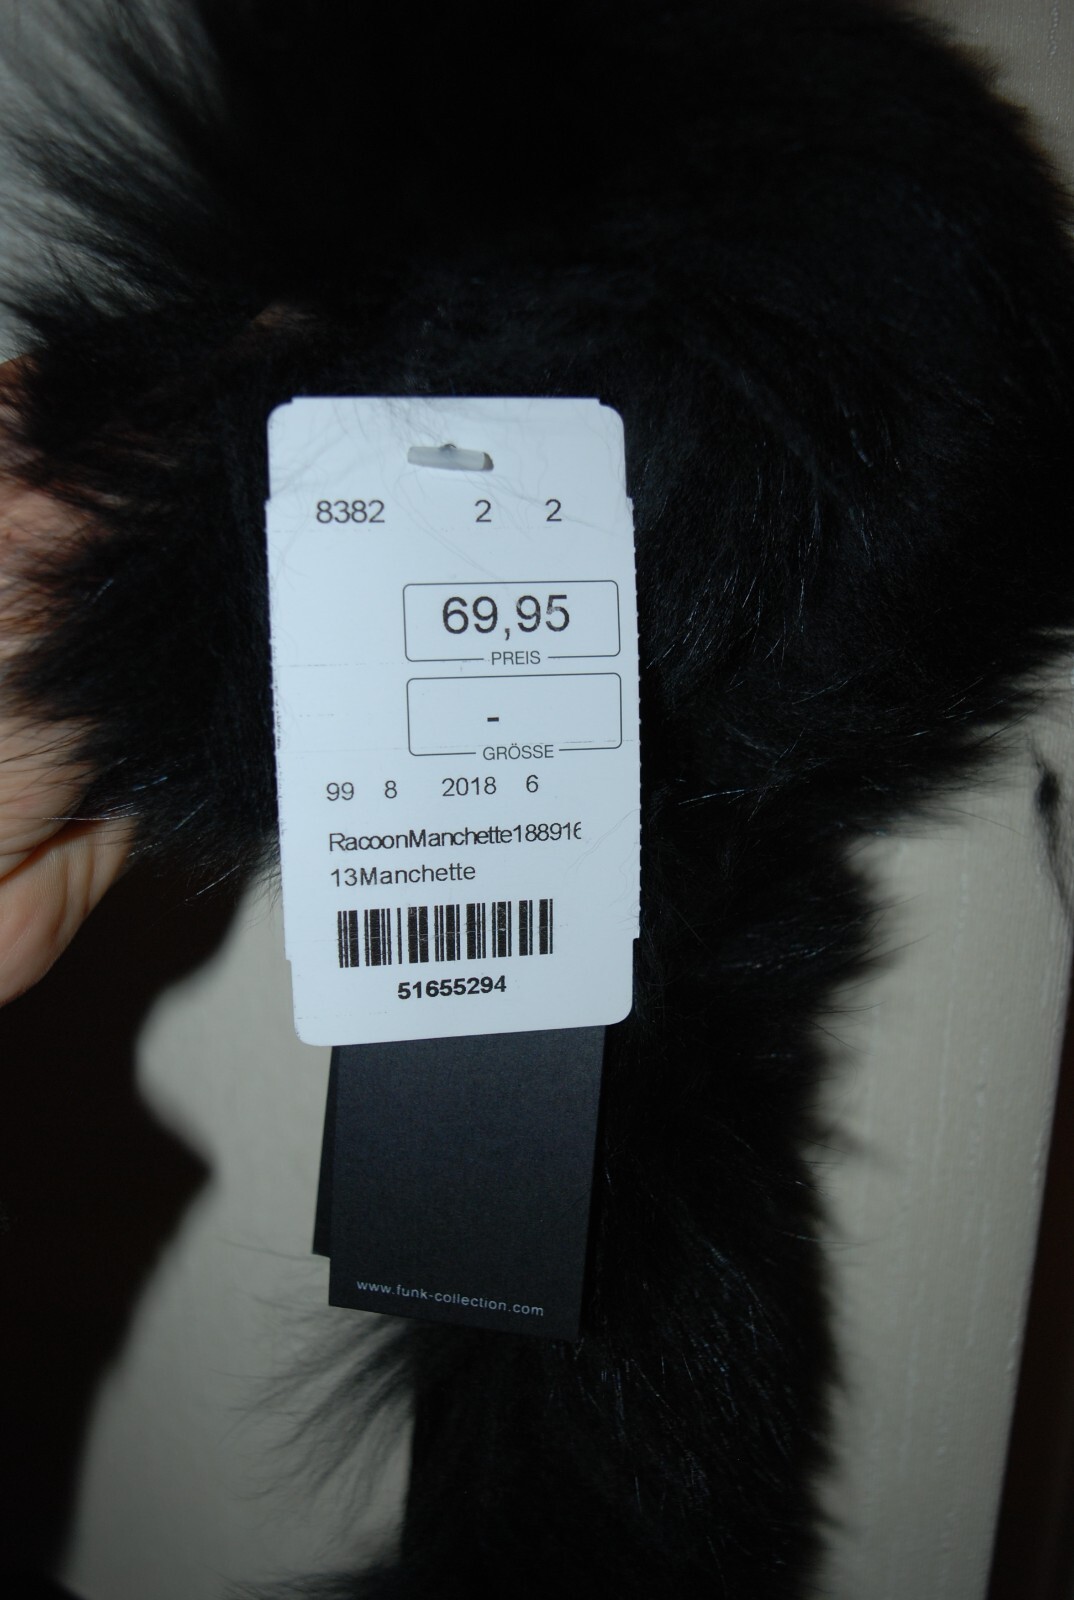 8382 2 2
69,95
PREIS
-
GRÖSSE
99 8 2018 6
RacoonManchette188916
13Manchette
51655294
www.funk-collection.com